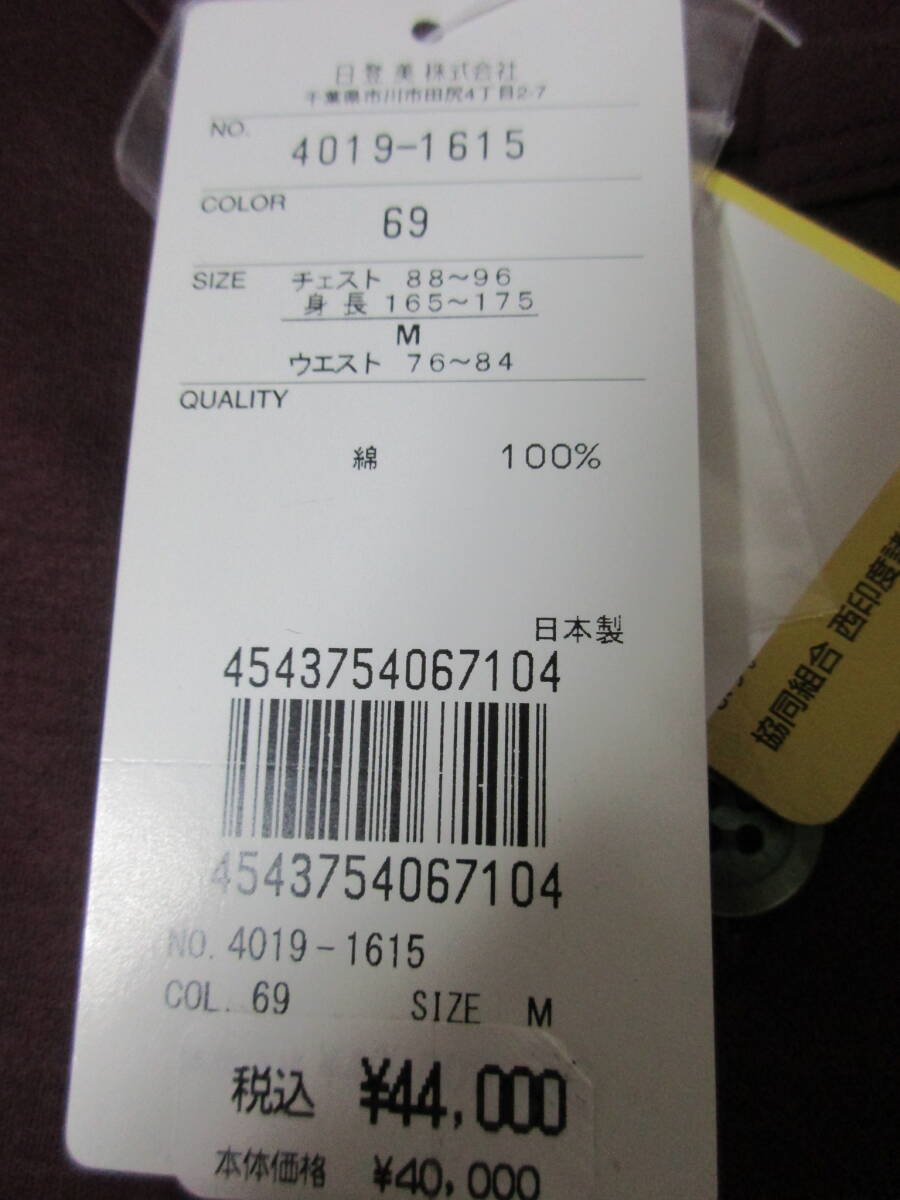 日登美株式会社
千葉県市川市田尻4丁目2-7
NO. 4019-1615
COLOR 69
SIZE チェスト 88〜96
身長 165〜175
M
ウエスト 76〜84
QUALITY
綿 100%
日本製
4543754067104
4543754067104
NO. 4019-1615
COL. 69 SIZE M
税込 ¥44,000
本体価格 ¥40,000
協同組合 西印度諸